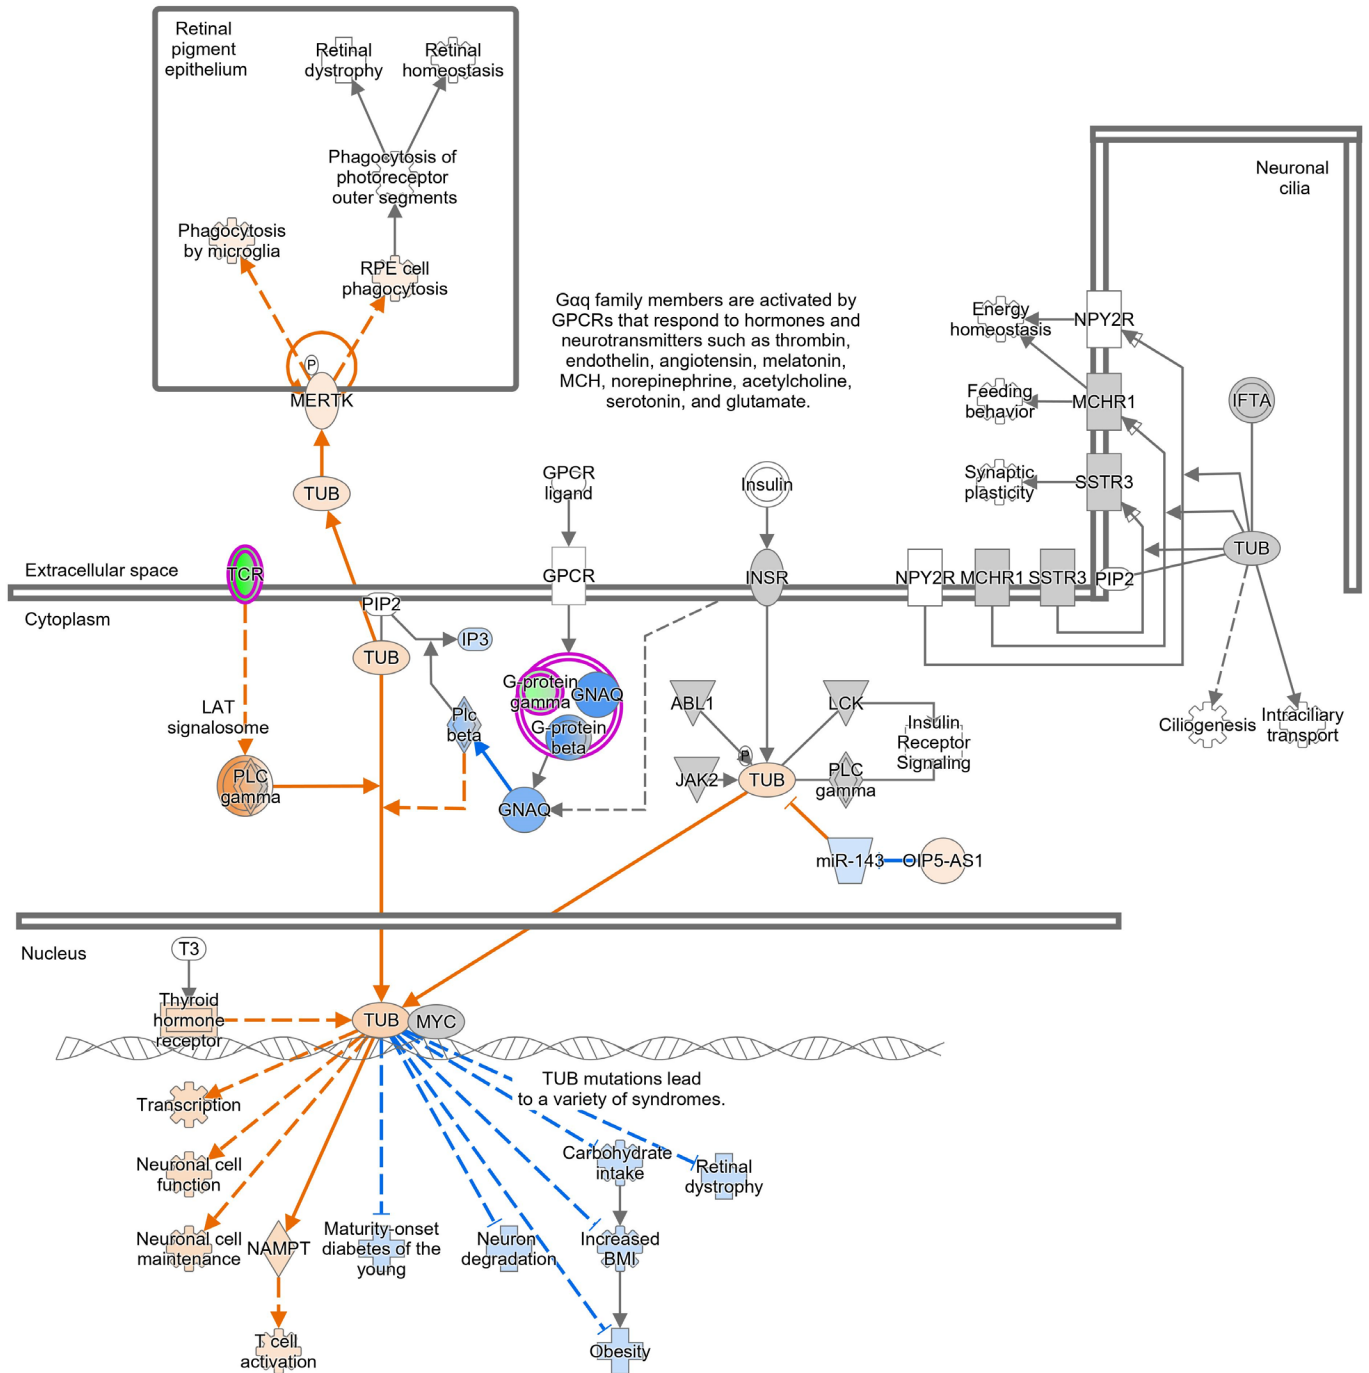 Retinal
pigment
epithelium
Retinal
dystrophy
Retinal
homeostasis
Phagocytosis of
photoreceptor
outer segments
Phagocytosis
by microglia
RPE cell
phagocytosis
P
MERTK
TUB
Gαq family members are activated by
GPCRs that respond to hormones and
neurotransmitters such as thrombin,
endothelin, angiotensin, melatonin,
MCH, norepinephrine, acetylcholine,
serotonin, and glutamate.
Neuronal
cilia
Energy
homeostasis
NPY2R
Feeding
behavior
MCHR1
IFTA
Synaptic
plasticity
SSTR3
TUB
GPCR
ligand
Insulin
Extracellular space
TCR
GPCR
INSR
NPY2R
MCHR1
SSTR3
PIP2
Cytoplasm
PIP2
IP3
TUB
G-protein
gamma
GNAQ
G-protein
beta
Plc
beta
LAT
signalosome
PLC
gamma
GNAQ
ABL1
LCK
JAK2
P
TUB
PLC
gamma
Insulin
Receptor
Signaling
miR-143
OIP5-AS1
Ciliogenesis
Intraciliary
transport
Nucleus
T3
Thyroid
hormone
receptor
TUB
MYC
TUB mutations lead
to a variety of syndromes.
Transcription
Neuronal cell
function
Neuronal cell
maintenance
NAMPT
T cell
activation
Maturity-onset
diabetes of the
young
Neuron
degradation
Carbohydrate
intake
Retinal
dystrophy
Increased
BMI
Obesity